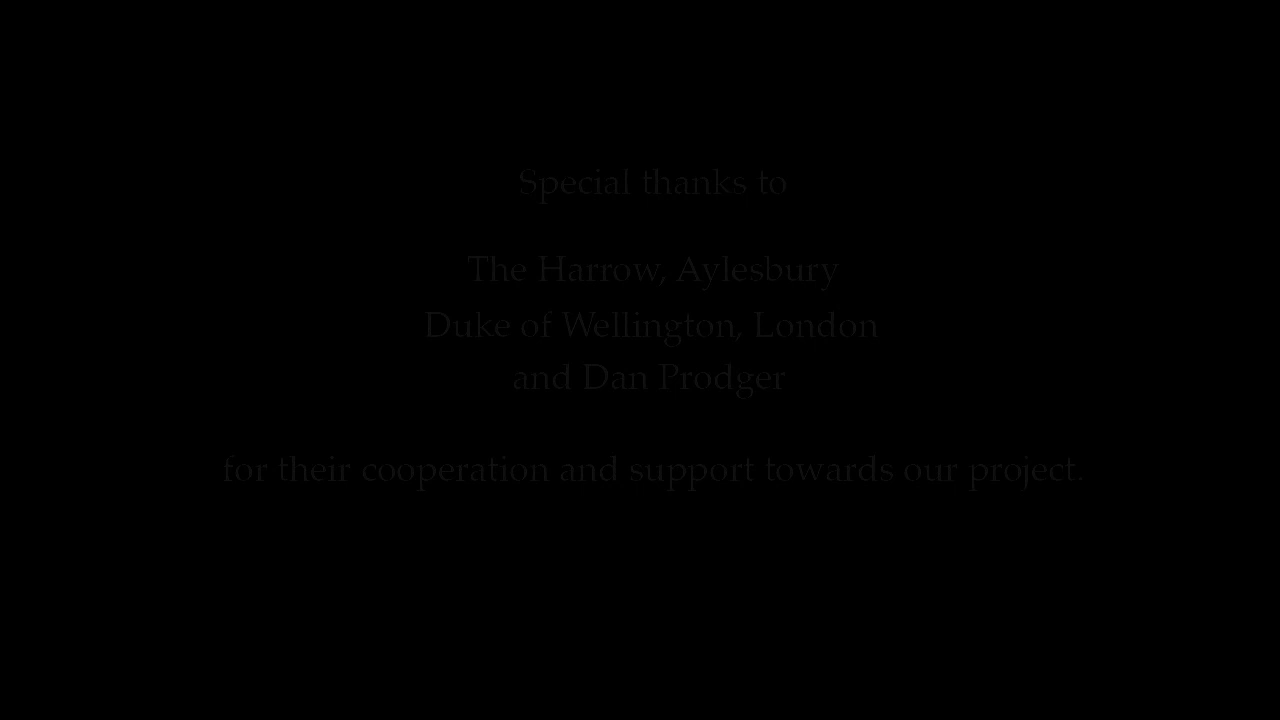 Special thanks to
The Harrow, Aylesbury
Duke of Wellington, London
and Dan Prodger
for their cooperation and support towards our project.